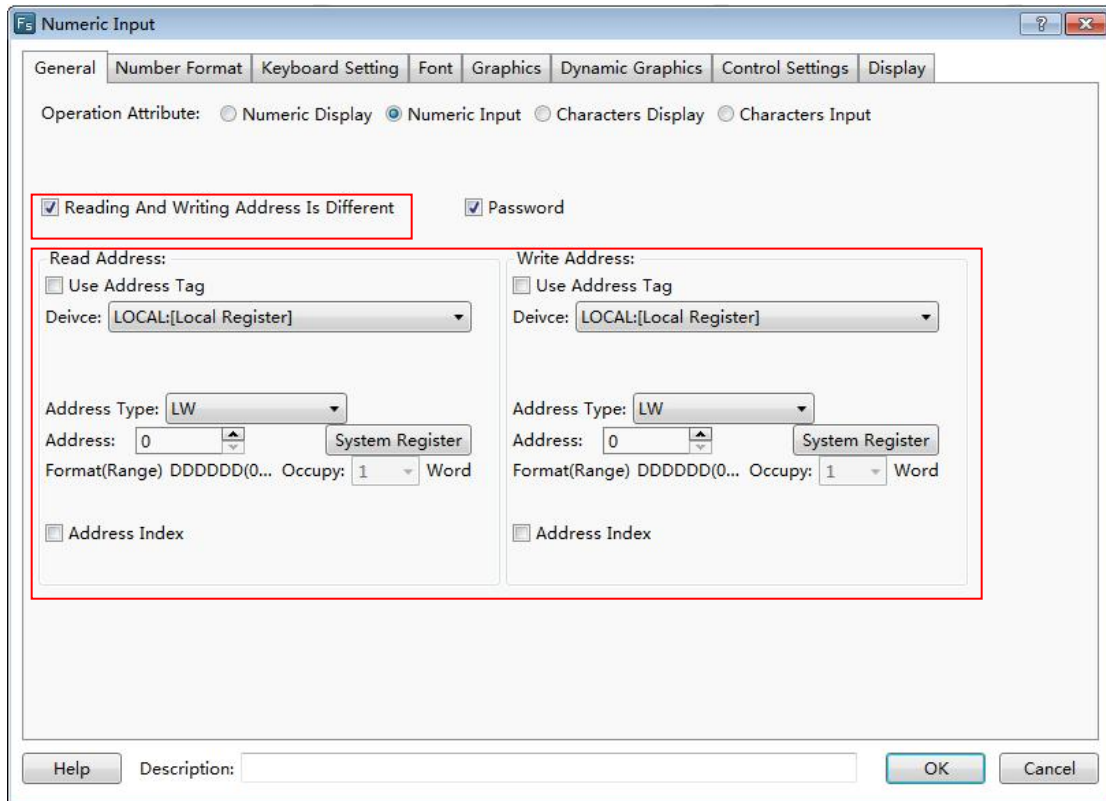 Fs Numeric Input
General Number Format Keyboard Setting Font Graphics Dynamic Graphics Control Settings Display
Operation Attribute: Numeric Display Numeric Input Characters Display Characters Input
Reading And Writing Address Is Different Password
Read Address:
Use Address Tag
Deivce: LOCAL:[Local Register]
Address Type: LW
Address: 0 System Register
Format(Range) DDDDDD(0... Occupy: 1 Word
Address Index
Write Address:
Use Address Tag
Deivce: LOCAL:[Local Register]
Address Type: LW
Address: 0 System Register
Format(Range) DDDDDD(0... Occupy: 1 Word
Address Index
Help Description: OK Cancel